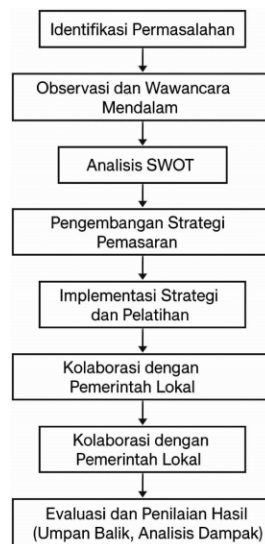 Identifikasi Permasalahan
Observasi dan Wawancara
Mendalam
Analisis SWOT
Pengembangan Strategi
Pemasaran
Implementasi Strategi
dan Pelatihan
Kolaborasi dengan
Pemerintah Lokal
Kolaborasi dengan
Pemerintah Lokal
Evaluasi dan Penilaian Hasil
(Umpan Balik, Analisis Dampak)